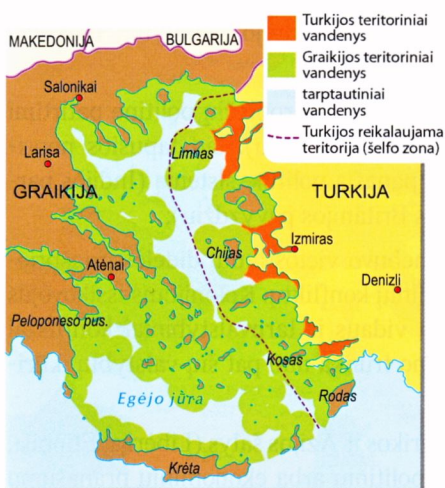 MAKEDONIJA
BULGARIJA
Turkijos teritoriniai
vandenys
Graikijos teritoriniai
vandenys
tarptautiniai
vandenys
Turkijos reikalaujama
teritorija (šelfo zona)
Salonikai
Larisa
Limnas
GRAIKIJA
TURKIJA
Chijas
Izmiras
Atėnai
Denizli
Peloponeso pus.
Kosas
Egėjo jūra
Rodas
Krėta